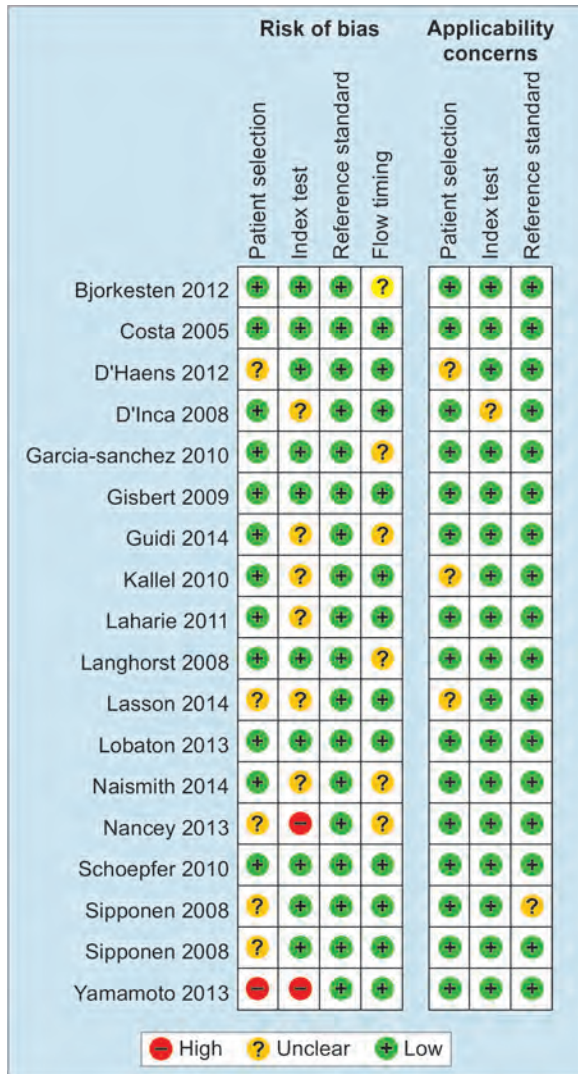 Risk of bias
Applicability
concerns
Patient selection
Index test
Reference standard
Flow timing
Patient selection
Index test
Reference standard
Bjorkesten 2012 + + + ? + + +
Costa 2005 + + + + + + +
D'Haens 2012 ? + + + ? + +
D'Inca 2008 + ? + + + ? +
Garcia-sanchez 2010 + + + ? + + +
Gisbert 2009 + + + + + + +
Guidi 2014 + ? + ? + + +
Kallel 2010 + ? + + ? + +
Laharie 2011 + ? + + + + +
Langhorst 2008 + + + ? + + +
Lasson 2014 ? ? + + ? + +
Lobaton 2013 + + + + + + +
Naismith 2014 + ? + ? + + +
Nancey 2013 ? − + ? + + +
Schoepfer 2010 + + + + + + +
Sipponen 2008 ? + + + + + ?
Sipponen 2008 ? + + + + + +
Yamamoto 2013 − − + + + + +
− High ? Unclear + Low